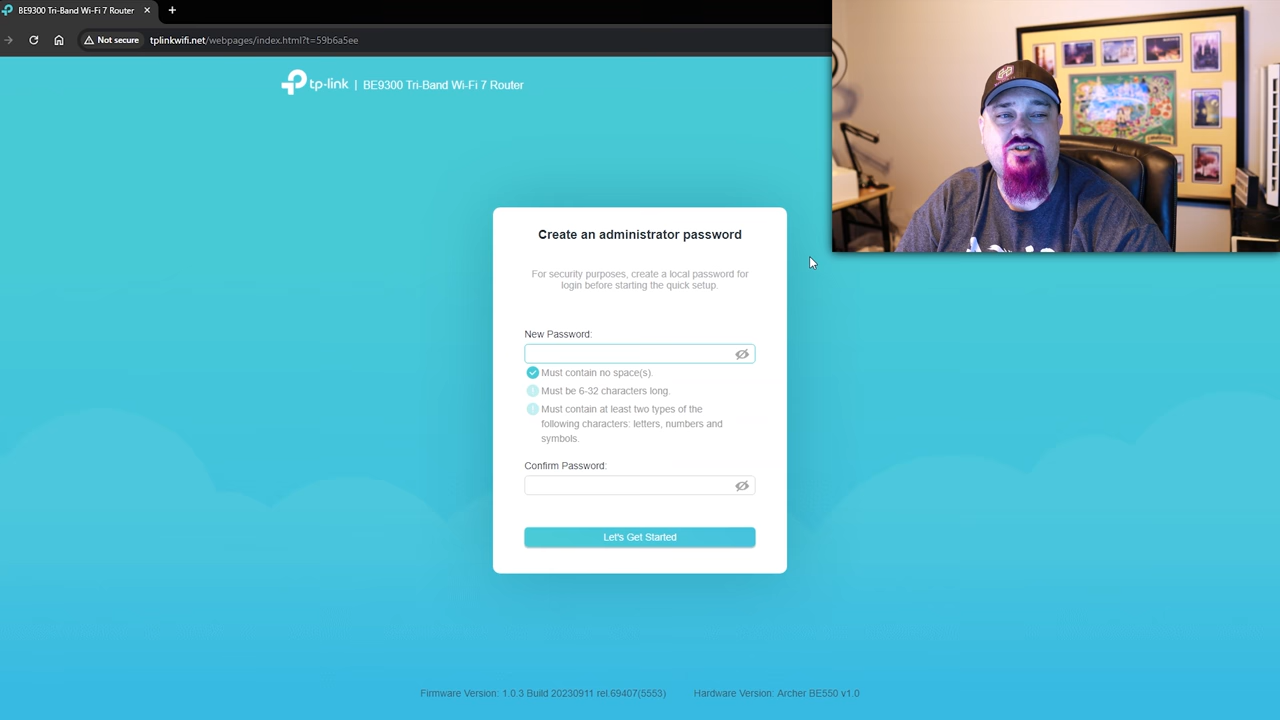 BE9300 Tri-Band Wi-Fi 7 Router
Not secure
tplinkwifi.net/webpages/index.html?t=59b6a5ee
tp-link | BE9300 Tri-Band Wi-Fi 7 Router
Create an administrator password
For security purposes, create a local password for
login before starting the quick setup.
New Password:
Must contain no space(s).
Must be 6-32 characters long.
Must contain at least two types of the
following characters: letters, numbers and
symbols.
Confirm Password:
Let's Get Started
Firmware Version: 1.0.3 Build 20230911 rel.69407(5553)
Hardware Version: Archer BE550 v1.0